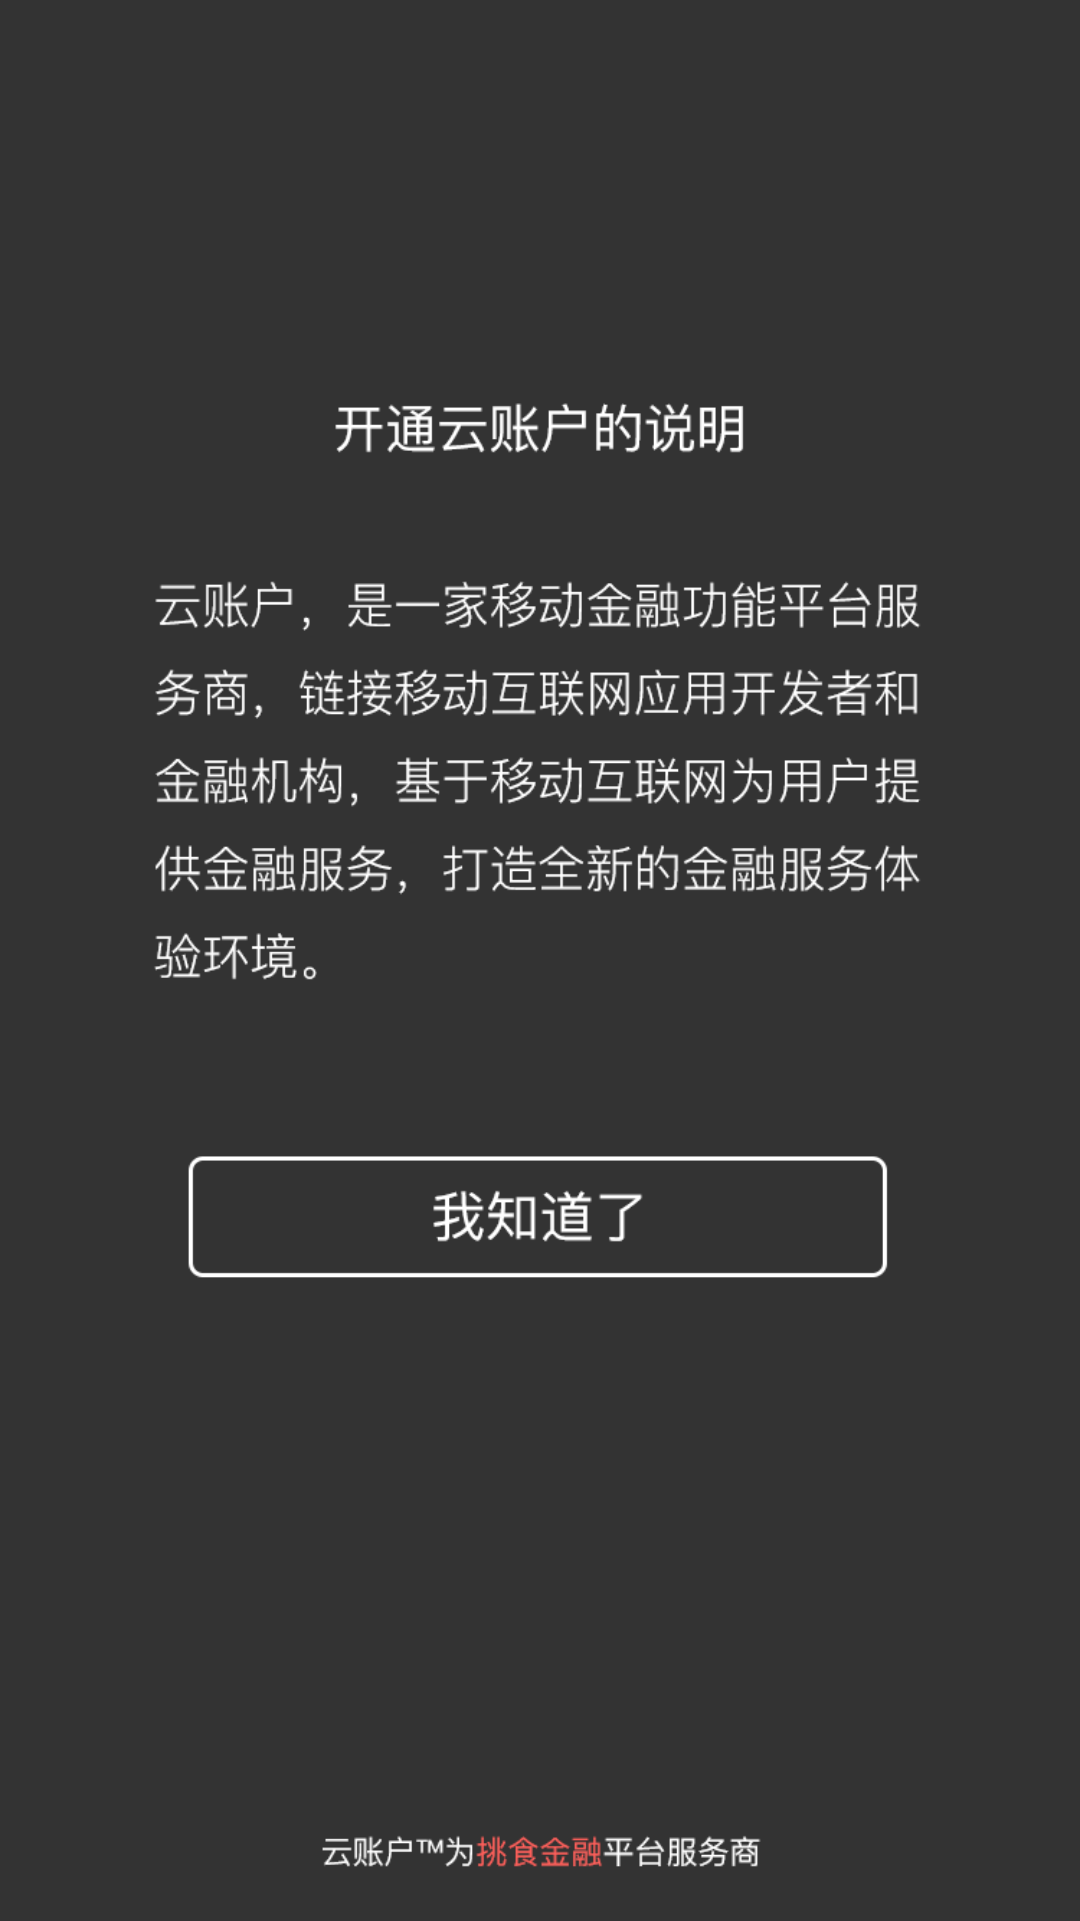 开通云账户的说明
云账户，是一家移动金融功能平台服
务商，链接移动互联网应用开发者和
金融机构，基于移动互联网为用户提
供金融服务，打造全新的金融服务体
验环境。
我知道了
云账户™为挑食金融平台服务商